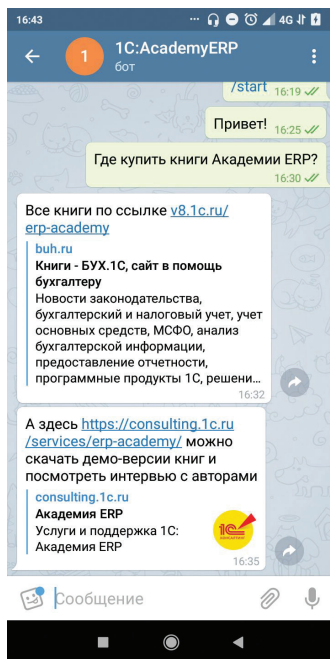 16:43
4G
1
1C:AcademyERP
бот
/start 16:19
Привет! 16:25
Где купить книги Академии ERP?
16:30
Все книги по ссылке v8.1c.ru/
erp-academy
buh.ru
Книги - БУХ.1С, сайт в помощь
бухгалтеру
Новости законодательства,
бухгалтерский и налоговый учет, учет
основных средств, МСФО, анализ
бухгалтерской информации,
предоставление отчетности,
программные продукты 1С, решени...
16:32
А здесь https://consulting.1c.ru
/services/erp-academy/ можно
скачать демо-версии книг и
посмотреть интервью с авторами
consulting.1c.ru
Академия ERP
Услуги и поддержка 1С:
Академия ERP
1С
КОНСАЛТИНГ
16:35
Сообщение